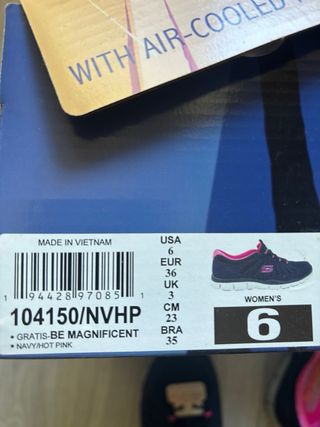 WITH AIR-COOLED
MADE IN VIETNAM
1 94428 97085 1
104150/NVHP
• GRATIS-BE MAGNIFICENT
• NAVY/HOT PINK
USA
6
EUR
36
UK
3
CM
23
BRA
35
S
WOMEN'S
6